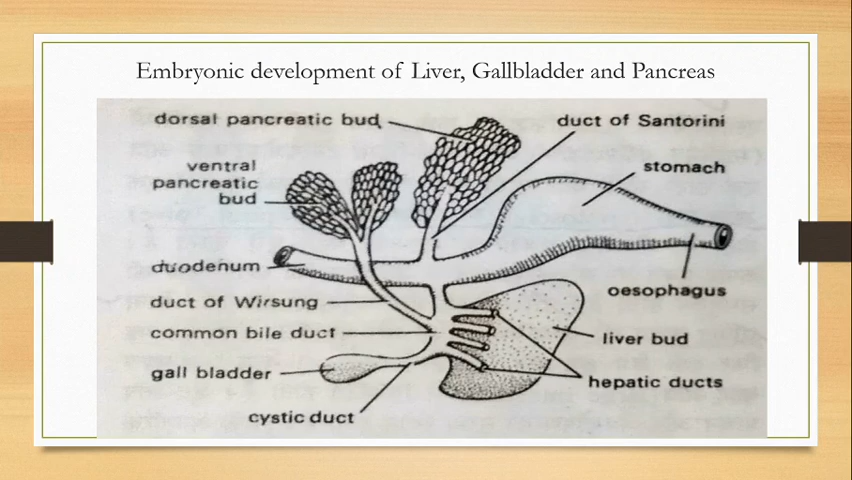 Embryonic development of Liver, Gallbladder and Pancreas
dorsal pancreatic bud
duct of Santorini
ventral
pancreatic
bud
stomach
duodenum
oesophagus
duct of Wirsung
common bile duct
liver bud
gall bladder
hepatic ducts
cystic duct